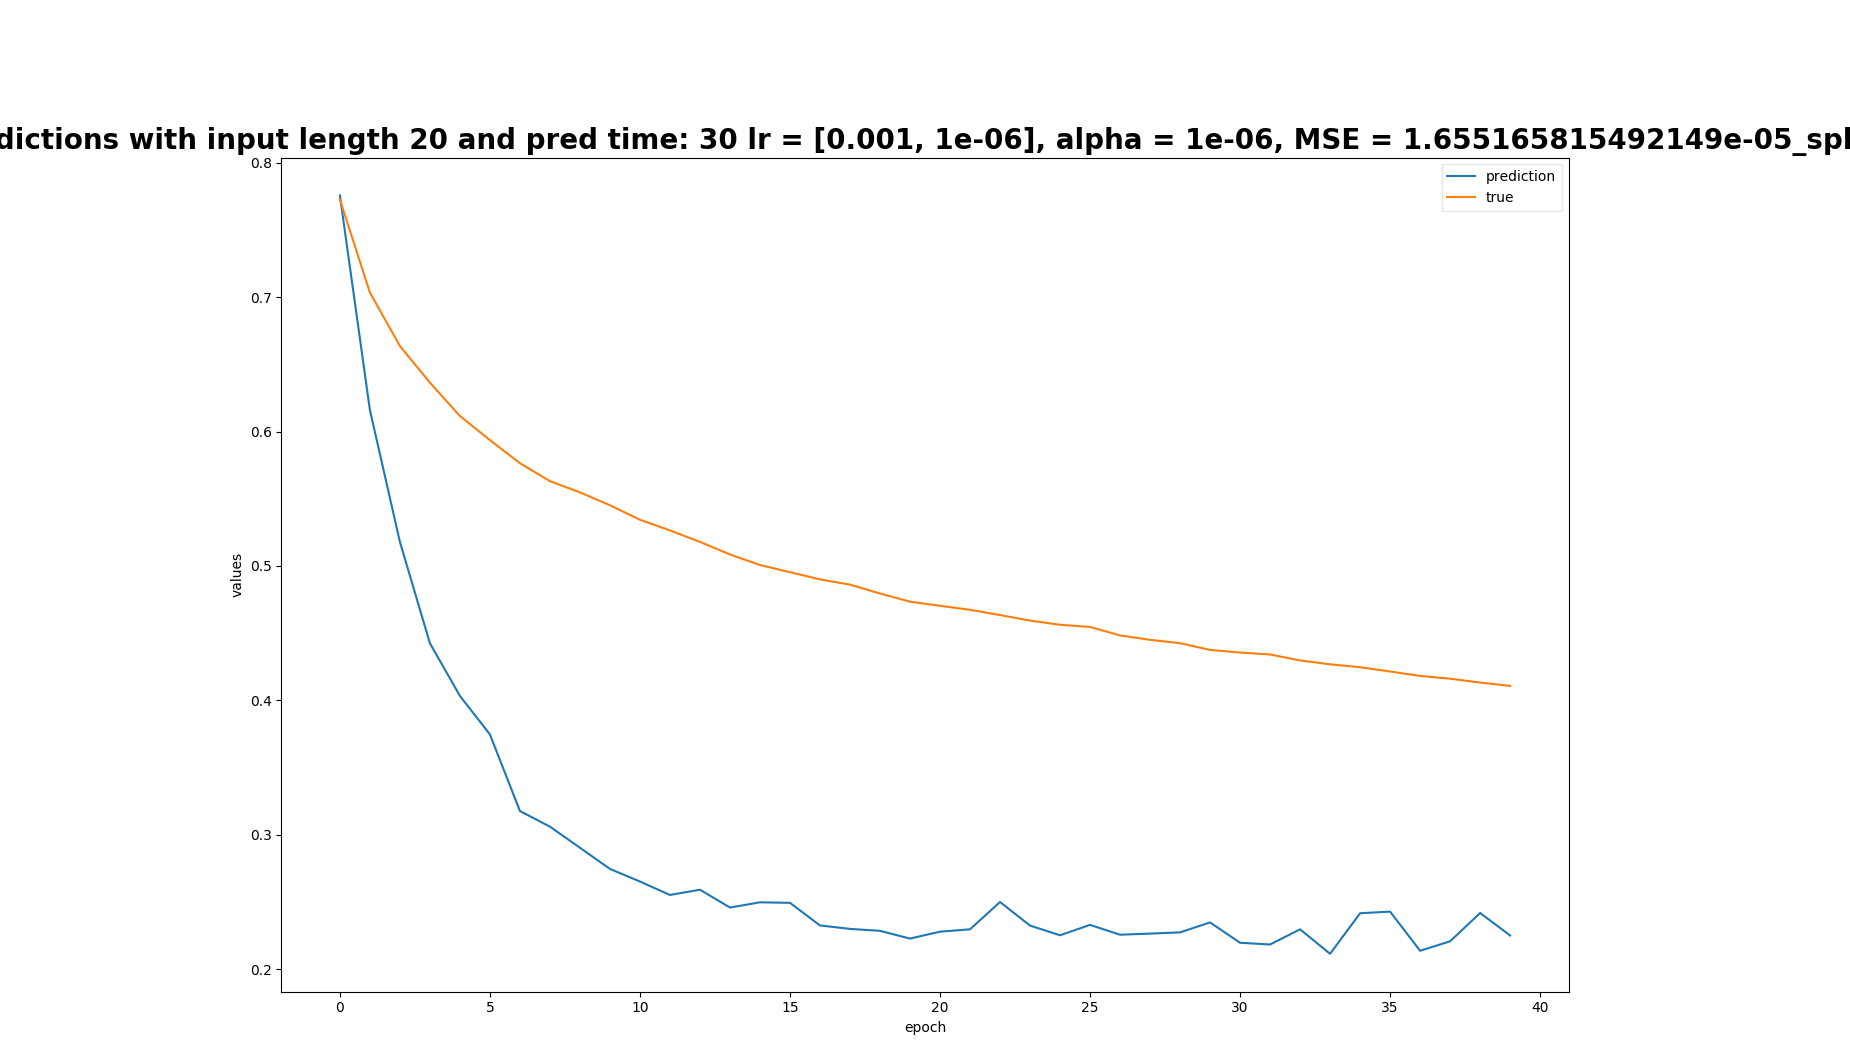 dictions with input length 20 and pred time: 30 lr = [0.001, 1e-06], alpha = 1e-06, MSE = 1.655165815492149e-05_spl
prediction
true
0.8
0.7
0.6
0.5
0.4
0.3
0.2
values
0 5 10 15 20 25 30 35 40
epoch